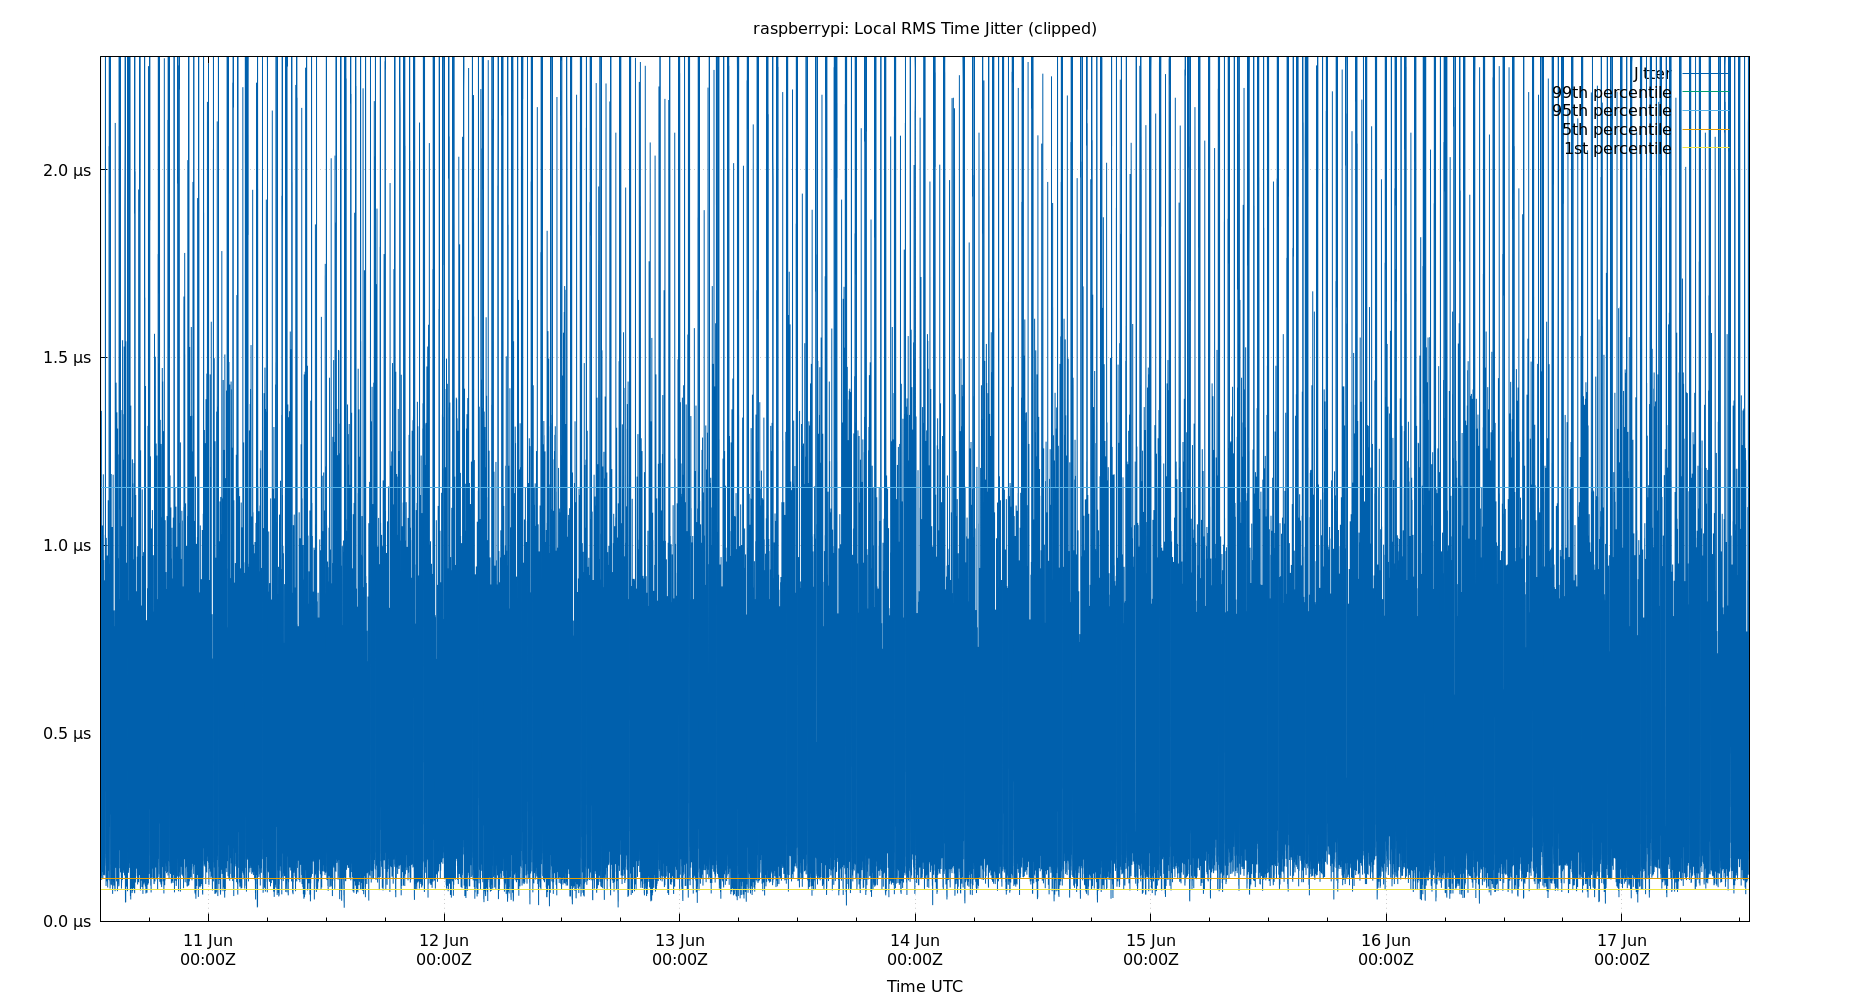 raspberrypi: Local RMS Time Jitter (clipped)
Jitter
99th percentile
95th percentile
5th percentile
1st percentile
2.0 µs
1.5 µs
1.0 µs
0.5 µs
0.0 µs
11 Jun 12 Jun 13 Jun 14 Jun 15 Jun 16 Jun 17 Jun
00:00Z 00:00Z 00:00Z 00:00Z 00:00Z 00:00Z 00:00Z
Time UTC